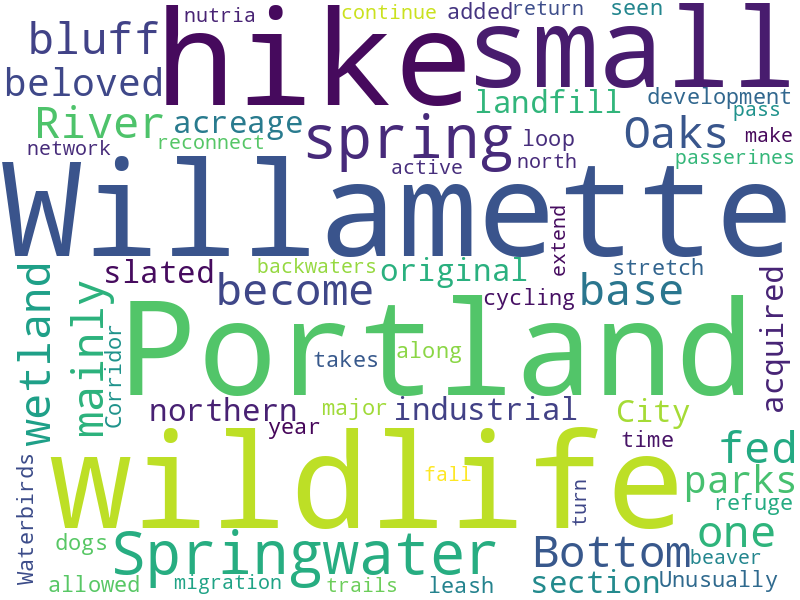 nutria
continue
added
return
seen
bluff
hike
small
beloved
landfill
development
pass
River
acreage
spring
loop
Oaks
make
network
reconnect
active
north
passerines
Willamette
extend
slated
backwaters
original
stretch
become
cycling
base
wetland
mainly
Corridor
Portland
takes
along
acquired
northern
year
major
industrial
City
time
wildlife
fall
turn
fed
parks
refuge
Waterbirds
dogs
Springwater
Bottom
one
beaver
allowed
migration
trails
leash
section
Unusually